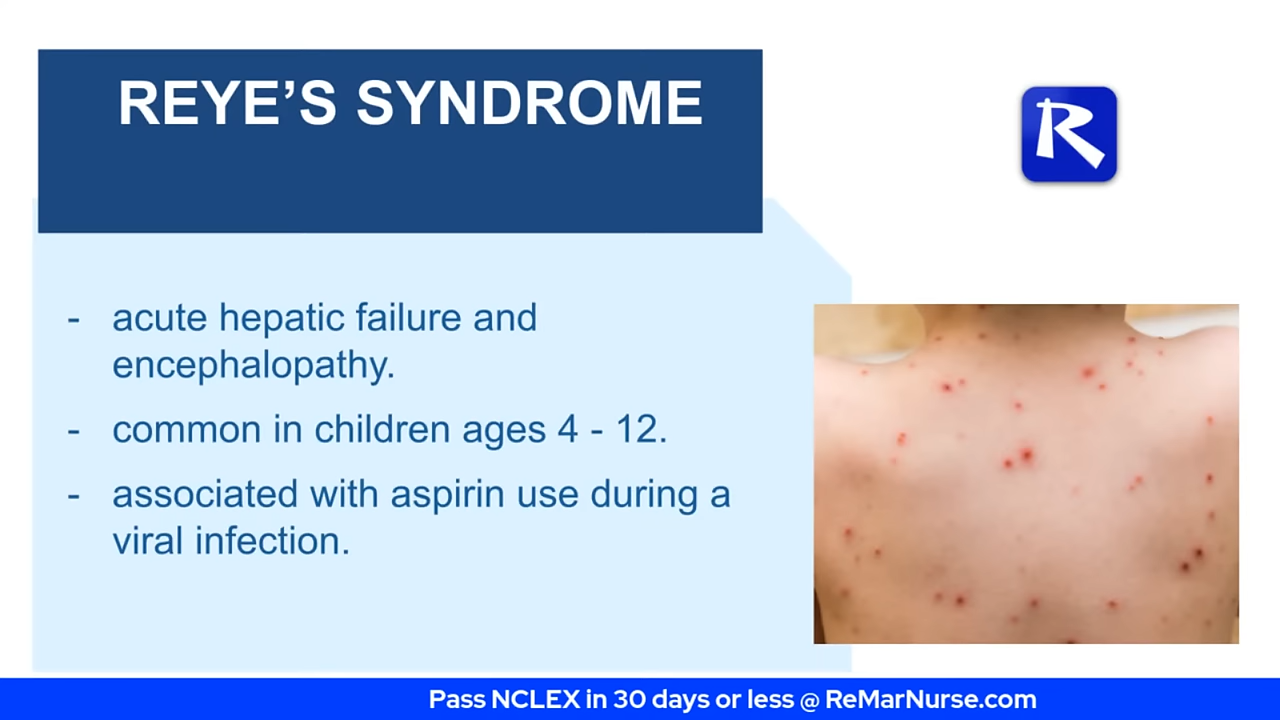 REYE’S SYNDROME
R
- acute hepatic failure and
encephalopathy.
- common in children ages 4 - 12.
- associated with aspirin use during a
viral infection.
Pass NCLEX in 30 days or less @ ReMarNurse.com